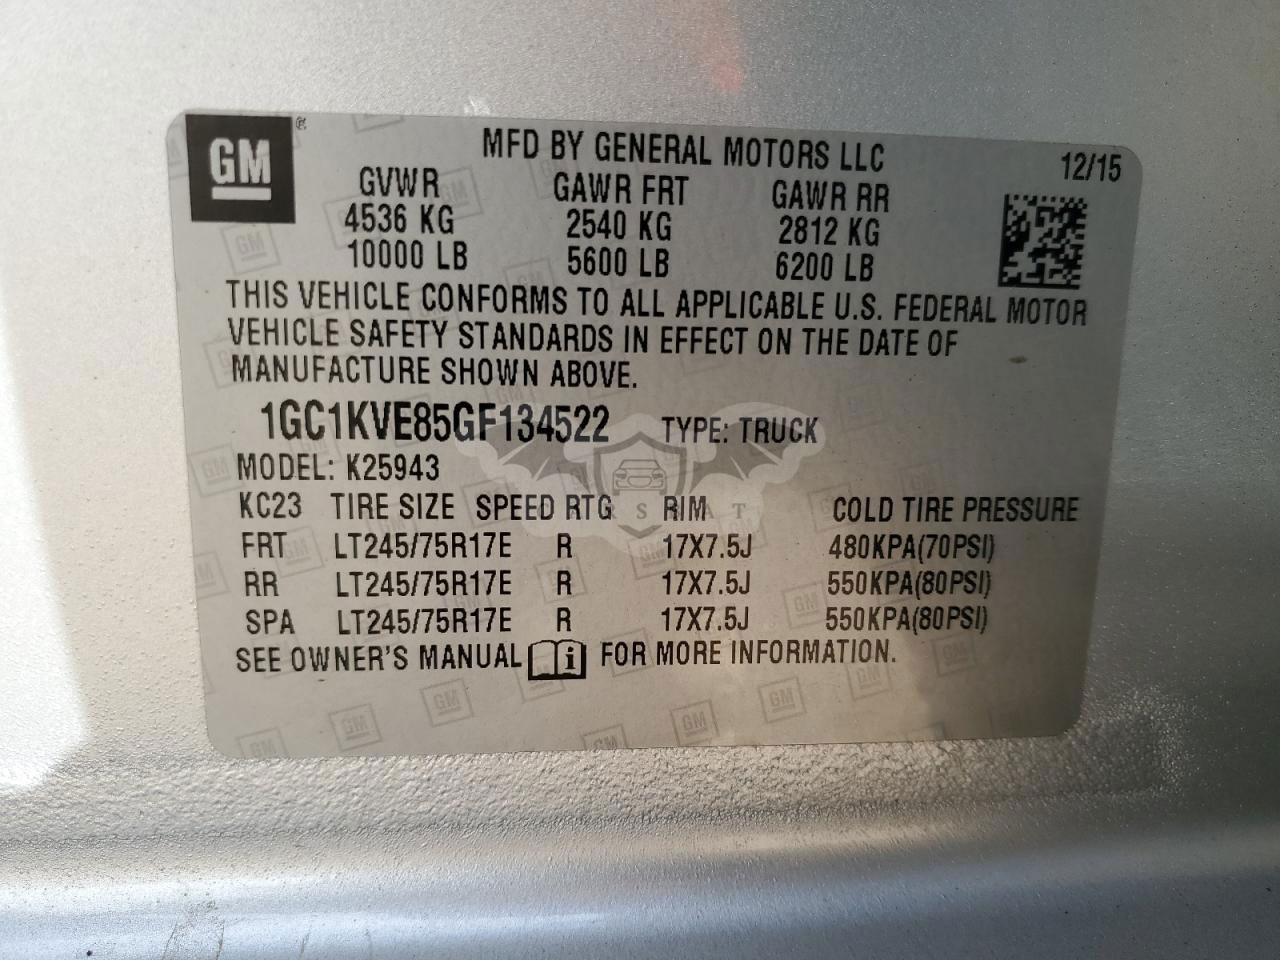 GM ® MFD BY GENERAL MOTORS LLC 12/15
GVWR GAWR FRT GAWR RR
4536 KG 2540 KG 2812 KG
10000 LB 5600 LB 6200 LB
THIS VEHICLE CONFORMS TO ALL APPLICABLE U.S. FEDERAL MOTOR
VEHICLE SAFETY STANDARDS IN EFFECT ON THE DATE OF
MANUFACTURE SHOWN ABOVE.
1GC1KVE85GF134522 TYPE: TRUCK
MODEL: K25943
KC23 TIRE SIZE SPEED RTG RIM COLD TIRE PRESSURE
FRT LT245/75R17E R 17X7.5J 480KPA(70PSI)
RR LT245/75R17E R 17X7.5J 550KPA(80PSI)
SPA LT245/75R17E R 17X7.5J 550KPA(80PSI)
SEE OWNER'S MANUAL i FOR MORE INFORMATION.